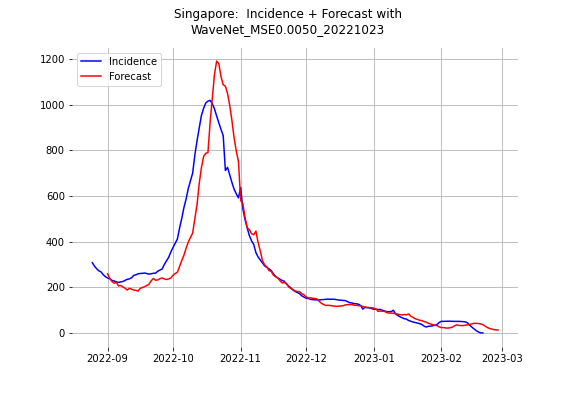 Singapore:  Incidence + Forecast with
WaveNet_MSE0.0050_20221023
Incidence
Forecast
1200
1000
800
600
400
200
0
2022-09 2022-10 2022-11 2022-12 2023-01 2023-02 2023-03